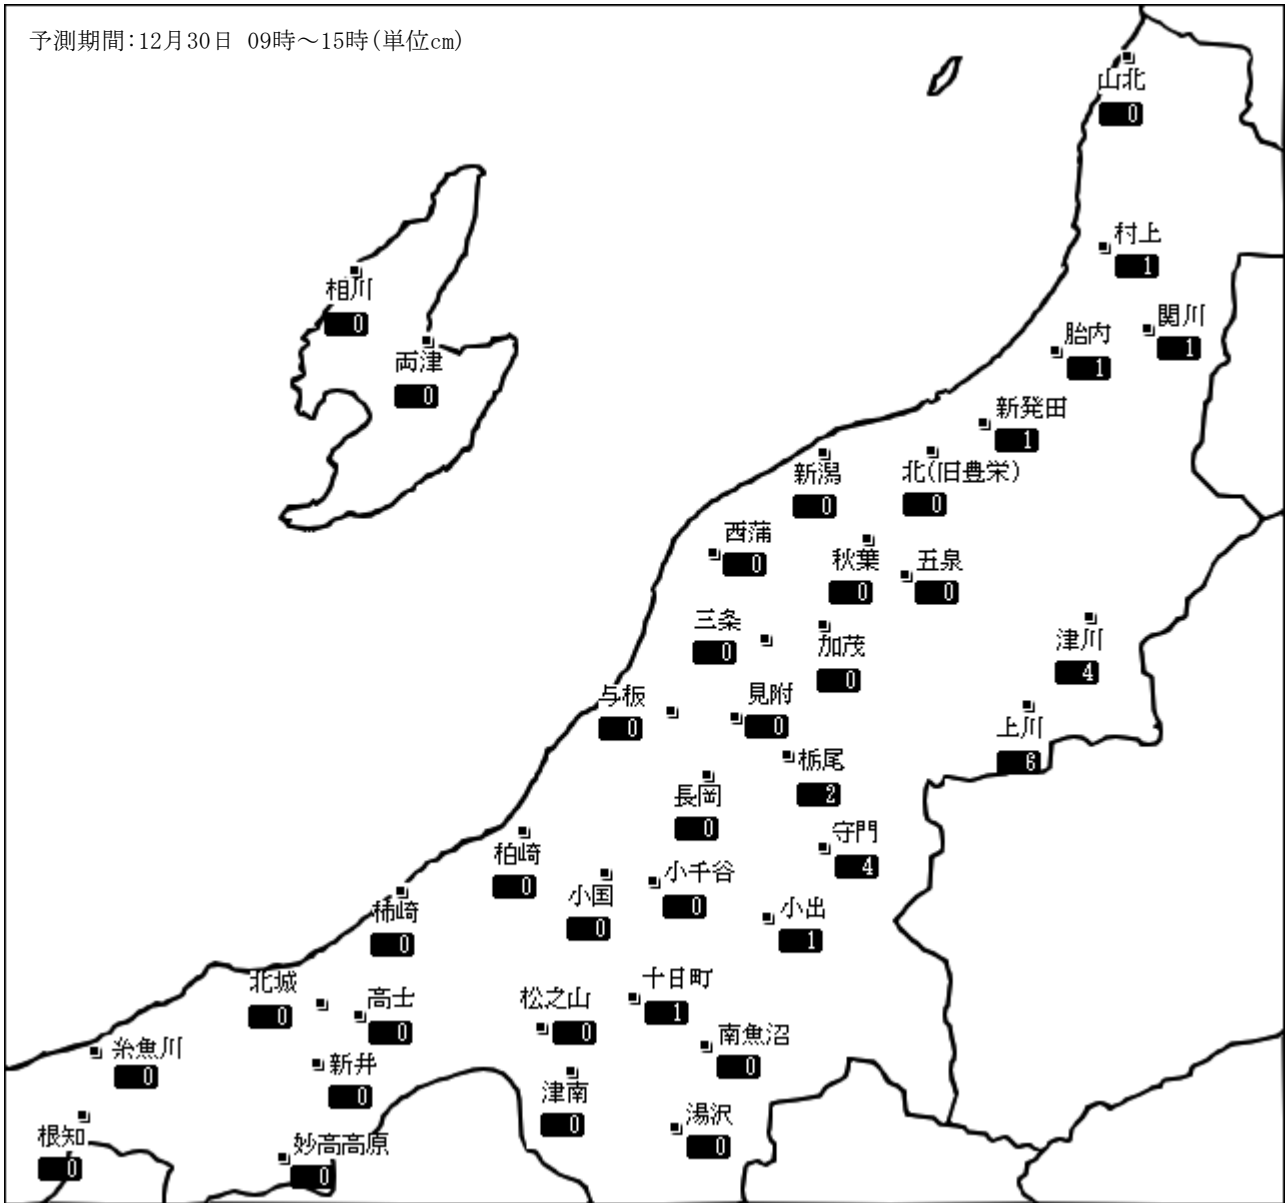 予測期間:12月30日 09時～15時(単位cm)
山北
0
村上
1
相川
0
関川
1
胎内
1
両津
0
新発田
1
新潟
0
北(旧豊栄)
0
西蒲
0
秋葉
0
五泉
0
三条
0
加茂
0
津川
4
与板
0
見附
0
上川
6
栃尾
2
長岡
0
守門
4
柏崎
0
小国
0
小千谷
0
柿崎
0
小出
1
北城
0
高士
0
松之山
0
十日町
1
南魚沼
0
糸魚川
0
新井
0
津南
0
湯沢
0
根知
0
妙高高原
0